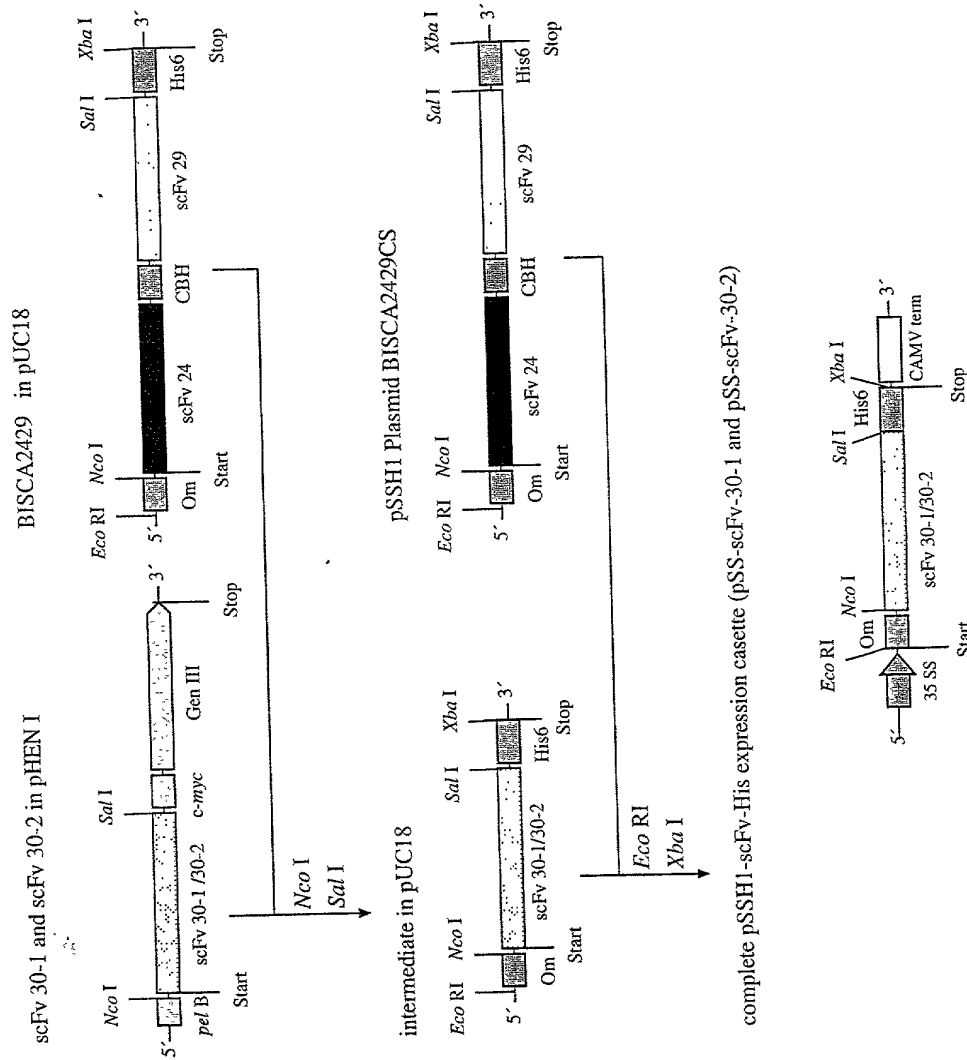 scFv 30-1 and scFv 30-2 in pHEN I
Nco I
Sal I
5´
3´
pel B
scFv 30-1 /30-2
c-myc
Gen III
Start
Stop
BISCA2429 in pUC18
Eco RI
Nco I
Sal I
Xba I
5´
3´
Om
scFv 24
CBH
scFv 29
His6
Start
Stop
Nco I
Sal I
intermediate in pUC18
Eco RI
Nco I
Sal I
Xba I
5´
3´
Om
scFv 30-1/30-2
His6
Start
Stop
pSSH1 Plasmid BISCA2429CS
Eco RI
Nco I
Sal I
Xba I
5´
3´
Om
scFv 24
CBH
scFv 29
His6
Start
Stop
Eco RI
Xba I
complete pSSH1-scFv-His expression casette (pSS-scFv-30-1 and pSS-scFv-30-2)
Eco RI
Om
Nco I
Sal I
His6
Xba I
5´
3´
35 SS
scFv 30-1/30-2
CAMV term
Start
Stop